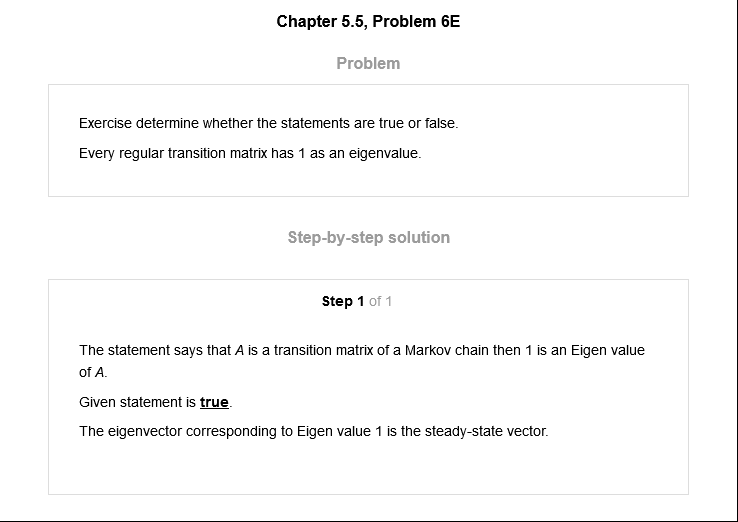 Chapter 5.5, Problem 6E
Problem
Exercise determine whether the statements are true or false.
Every regular transition matrix has 1 as an eigenvalue.
Step-by-step solution
Step 1 of 1
The statement says that A is a transition matrix of a Markov chain then 1 is an Eigen value
of A.
Given statement is true.
The eigenvector corresponding to Eigen value 1 is the steady-state vector.